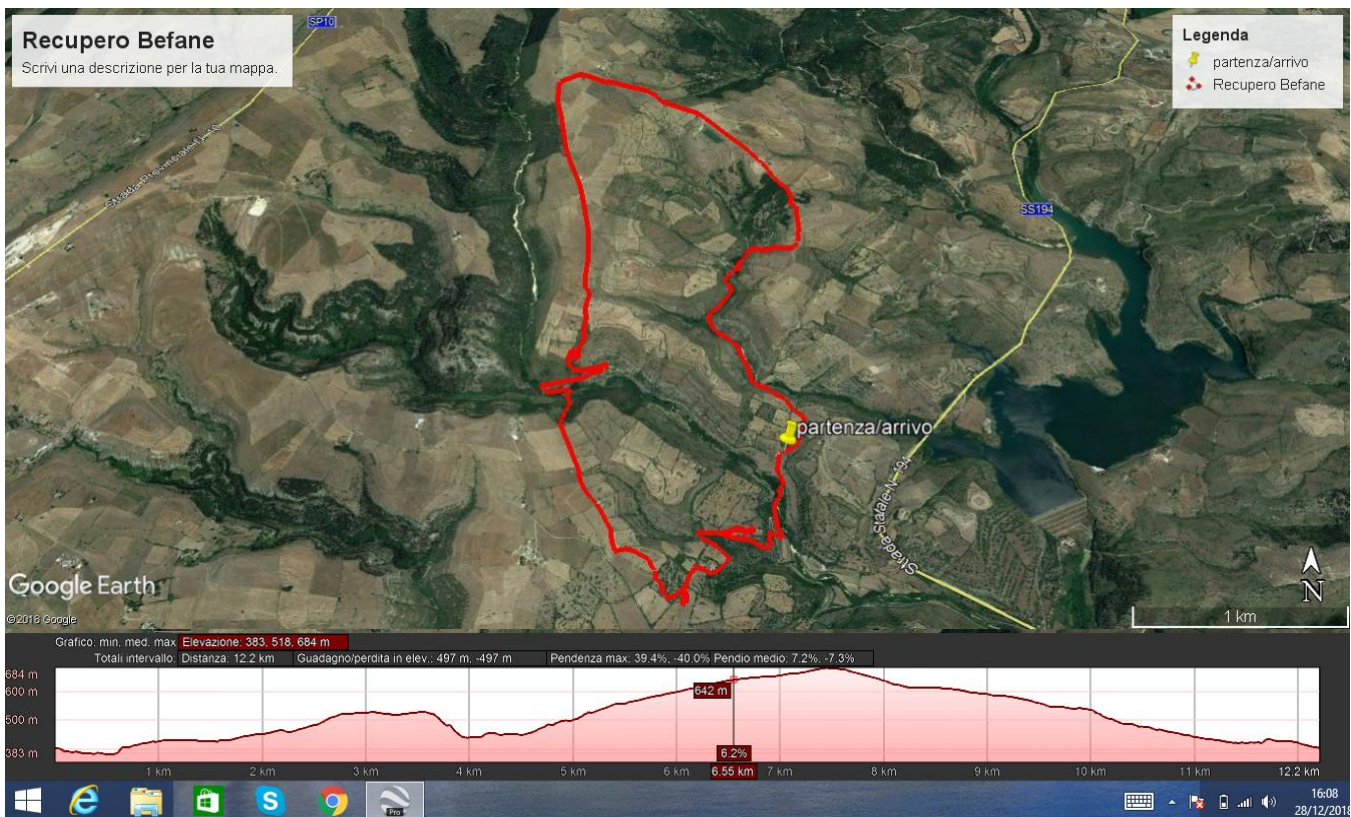 Recupero Befane
Scrivi una descrizione per la tua mappa.
SP10
Legenda
partenza/arrivo
Recupero Befane
Strada Provinciale N. 10
SS194
partenza/arrivo
Strada Statale N. 194
Google Earth
©2018 Google
N
1 km
Grafico: min. med. max Elevazione: 383, 518, 684 m
Totali intervallo: Distanza: 12.2 km Guadagno/perdita in elev.: 497 m, -497 m Pendenza max: 39.4%, -40.0% Pendio medio: 7.2%, -7.3%
684 m
600 m
642 m
500 m
383 m
6.2%
1 km 2 km 3 km 4 km 5 km 6 km 6.55 km 7 km 8 km 9 km 10 km 11 km 12.2 km
Pro
16:08
28/12/2018